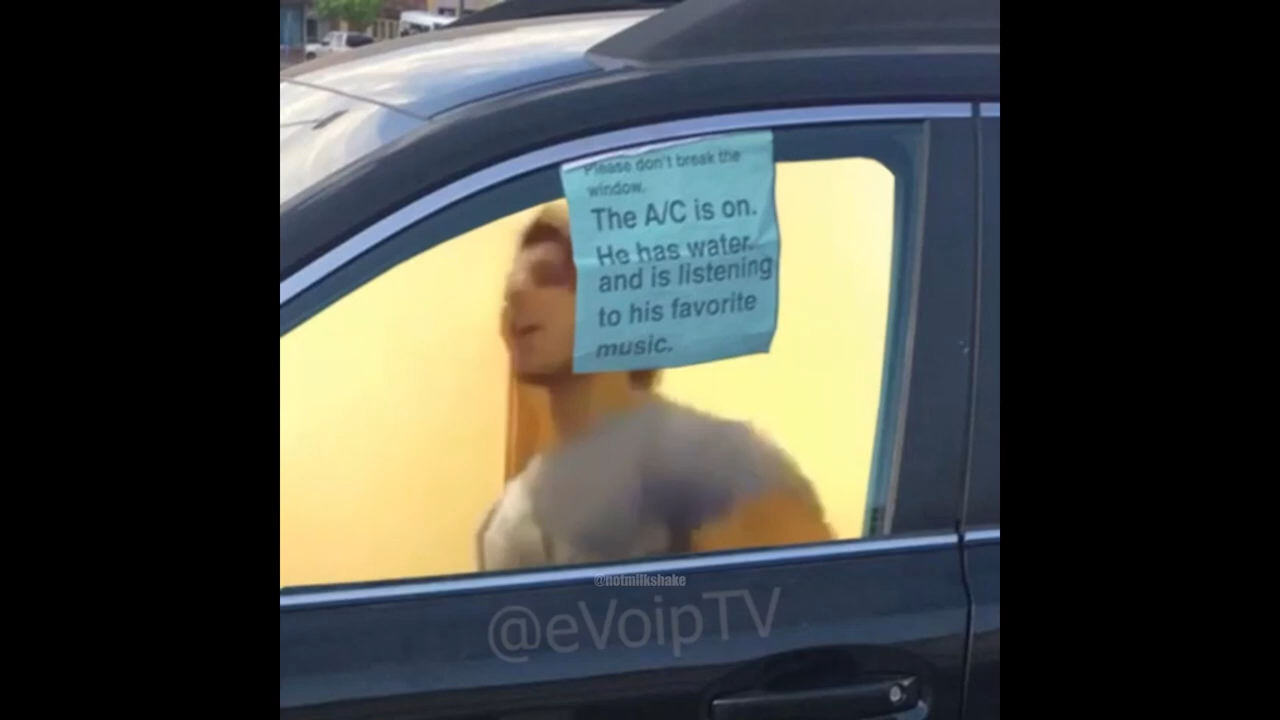 Please don't break the
window.
The A/C is on.
He has water.
and is listening
to his favorite
music.
@notmilkshake
@eVoipTV